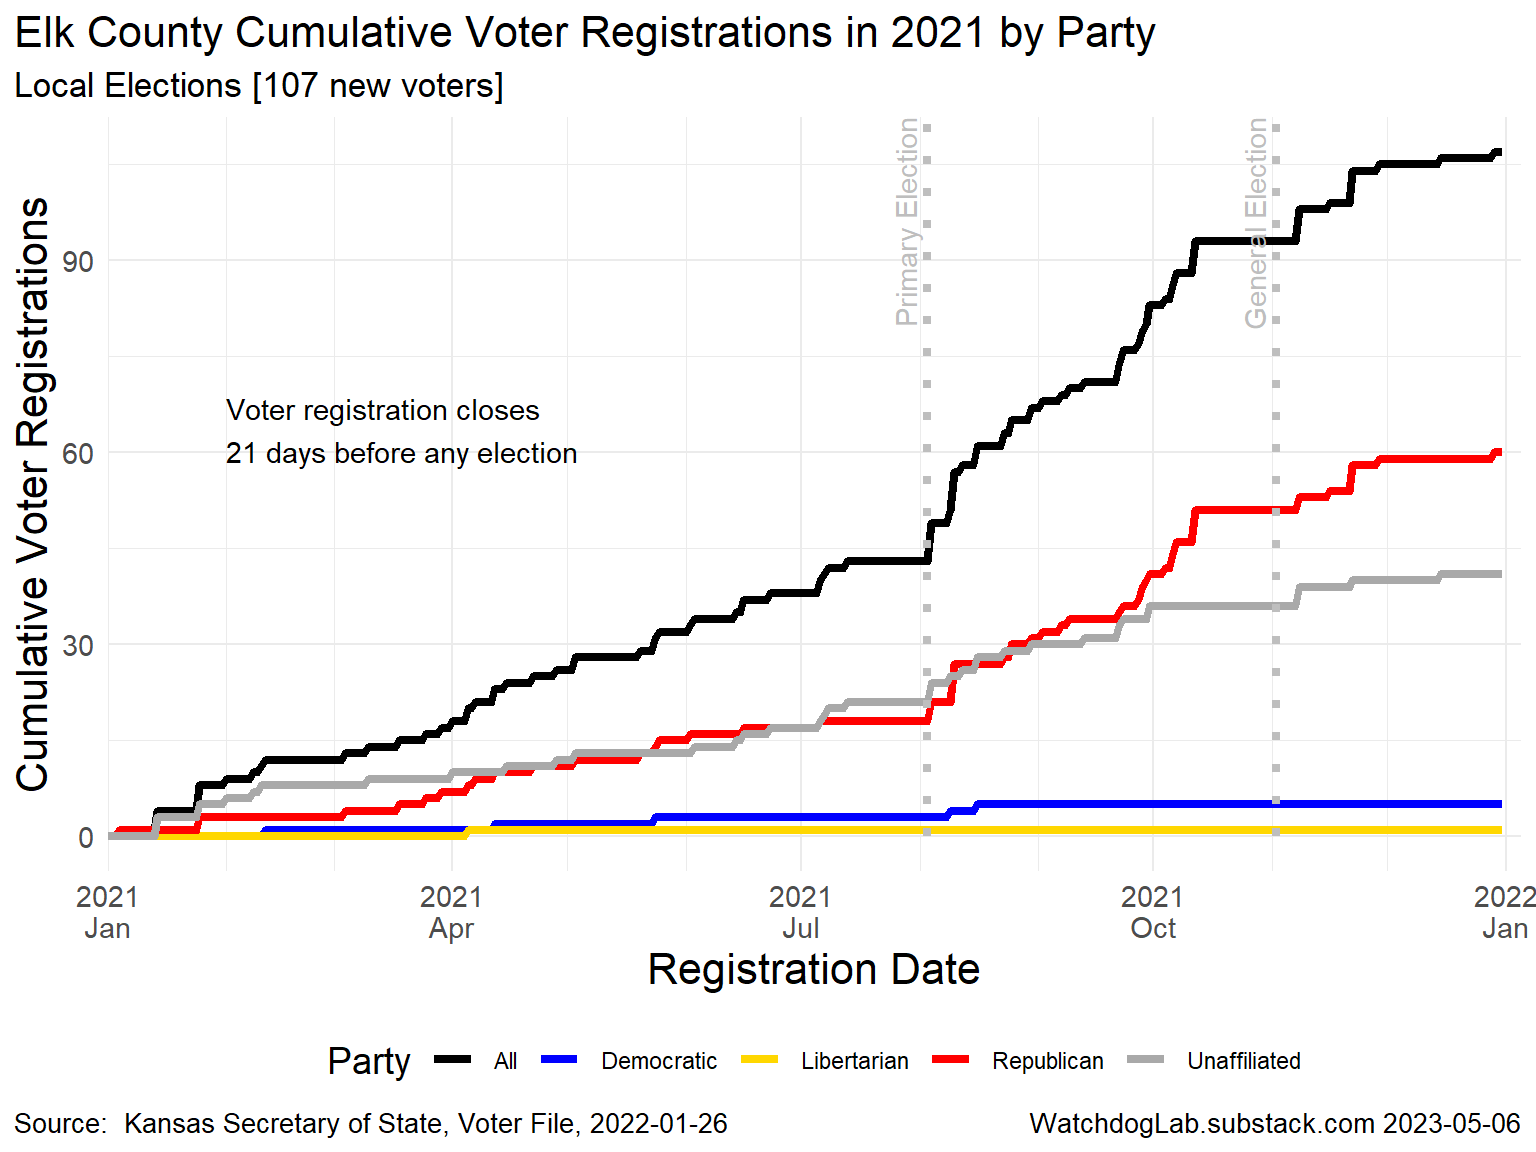 Elk County Cumulative Voter Registrations in 2021 by Party
Local Elections [107 new voters]
Cumulative Voter Registrations
90
60
30
0
Primary Election
General Election
Voter registration closes
21 days before any election
2021
Jan
2021
Apr
2021
Jul
2021
Oct
2022
Jan
Registration Date
Party
All
Democratic
Libertarian
Republican
Unaffiliated
Source:  Kansas Secretary of State, Voter File, 2022-01-26
WatchdogLab.substack.com 2023-05-06